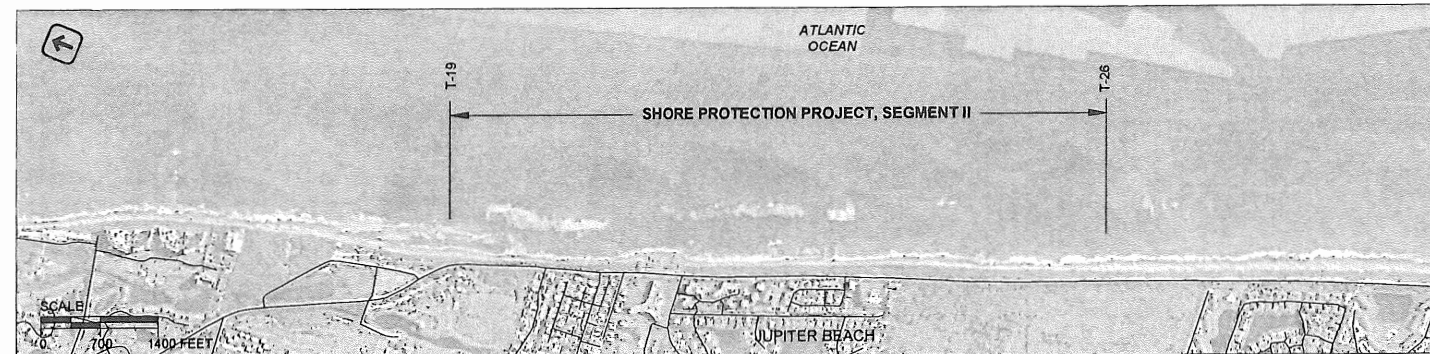 ATLANTIC
OCEAN
T-19
T-26
SHORE PROTECTION PROJECT, SEGMENT II
SCALE
0 700 1400 FEET
JUPITER BEACH